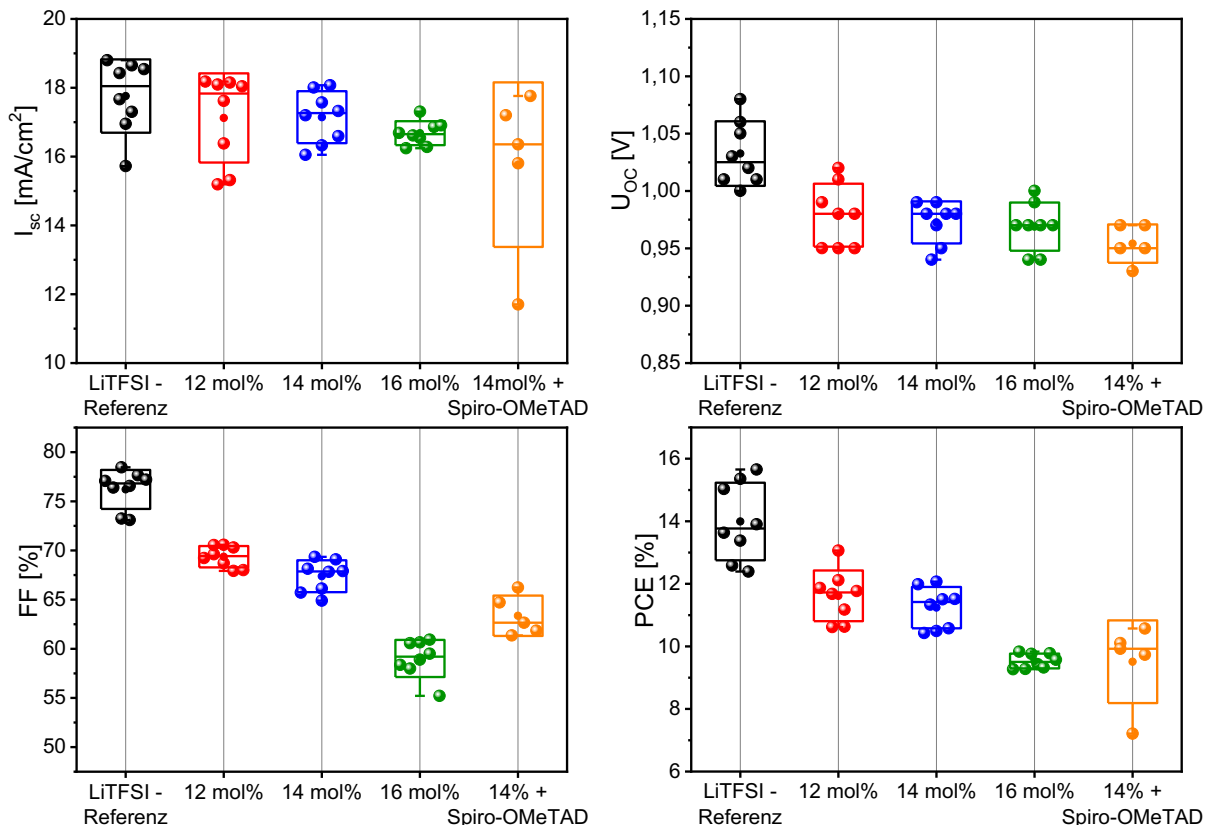 I_sc [mA/cm²]
20
18
16
14
12
10
LiTFSI - Referenz
12 mol%
14 mol%
16 mol%
14mol% + Spiro-OMeTAD
U_OC [V]
1,15
1,10
1,05
1,00
0,95
0,90
0,85
LiTFSI - Referenz
12 mol%
14 mol%
16 mol%
14% + Spiro-OMeTAD
FF [%]
80
75
70
65
60
55
50
LiTFSI - Referenz
12 mol%
14 mol%
16 mol%
14% + Spiro-OMeTAD
PCE [%]
16
14
12
10
8
6
LiTFSI - Referenz
12 mol%
14 mol%
16 mol%
14% + Spiro-OMeTAD